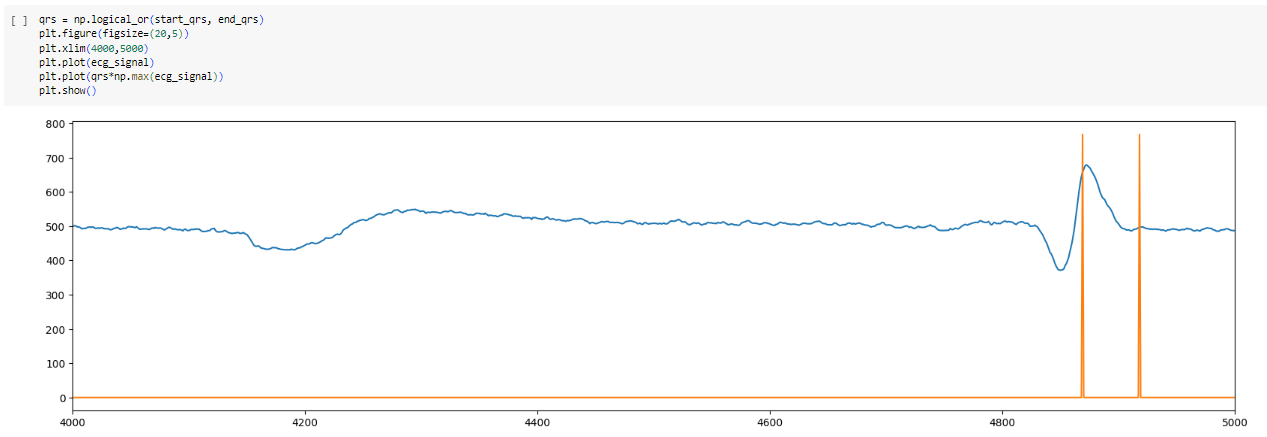 [ ] qrs = np.logical_or(start_qrs, end_qrs)
plt.figure(figsize=(20,5))
plt.xlim(4000,5000)
plt.plot(ecg_signal)
plt.plot(qrs*np.max(ecg_signal))
plt.show()
800
700
600
500
400
300
200
100
0
4000 4200 4400 4600 4800 5000